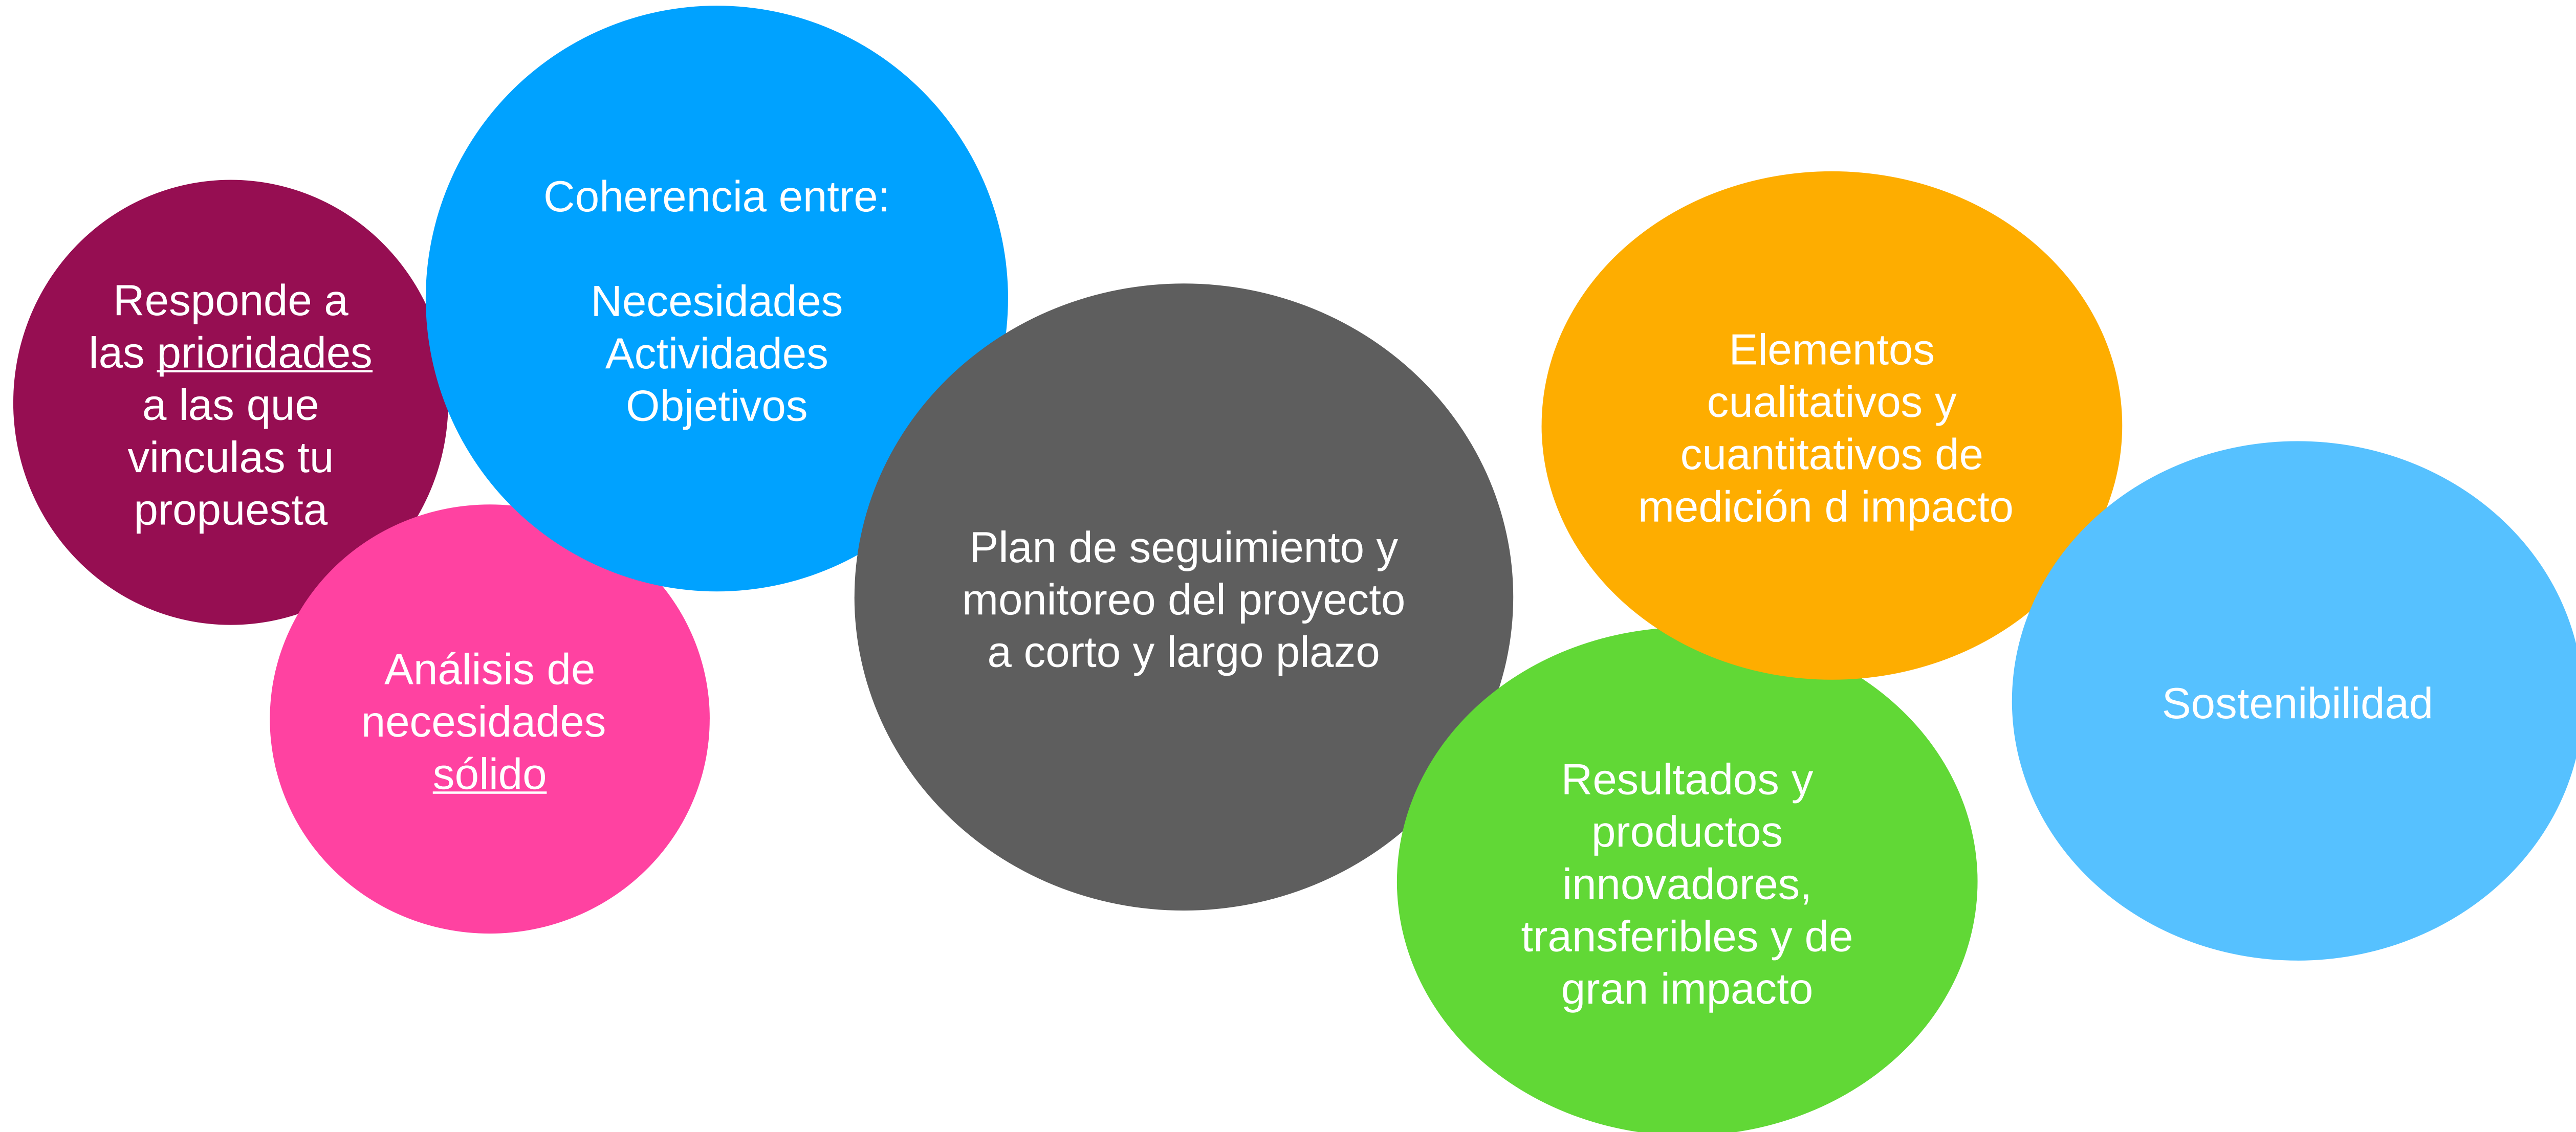 Responde a
las prioridades
a las que
vinculas tu
propuesta
Análisis de
necesidades
sólido
Coherencia entre:
Necesidades
Actividades
Objetivos
Plan de seguimiento y
monitoreo del proyecto
a corto y largo plazo
Resultados y
productos
innovadores,
transferibles y de
gran impacto
Elementos
cualitativos y
cuantitativos de
medición d impacto
Sostenibilidad